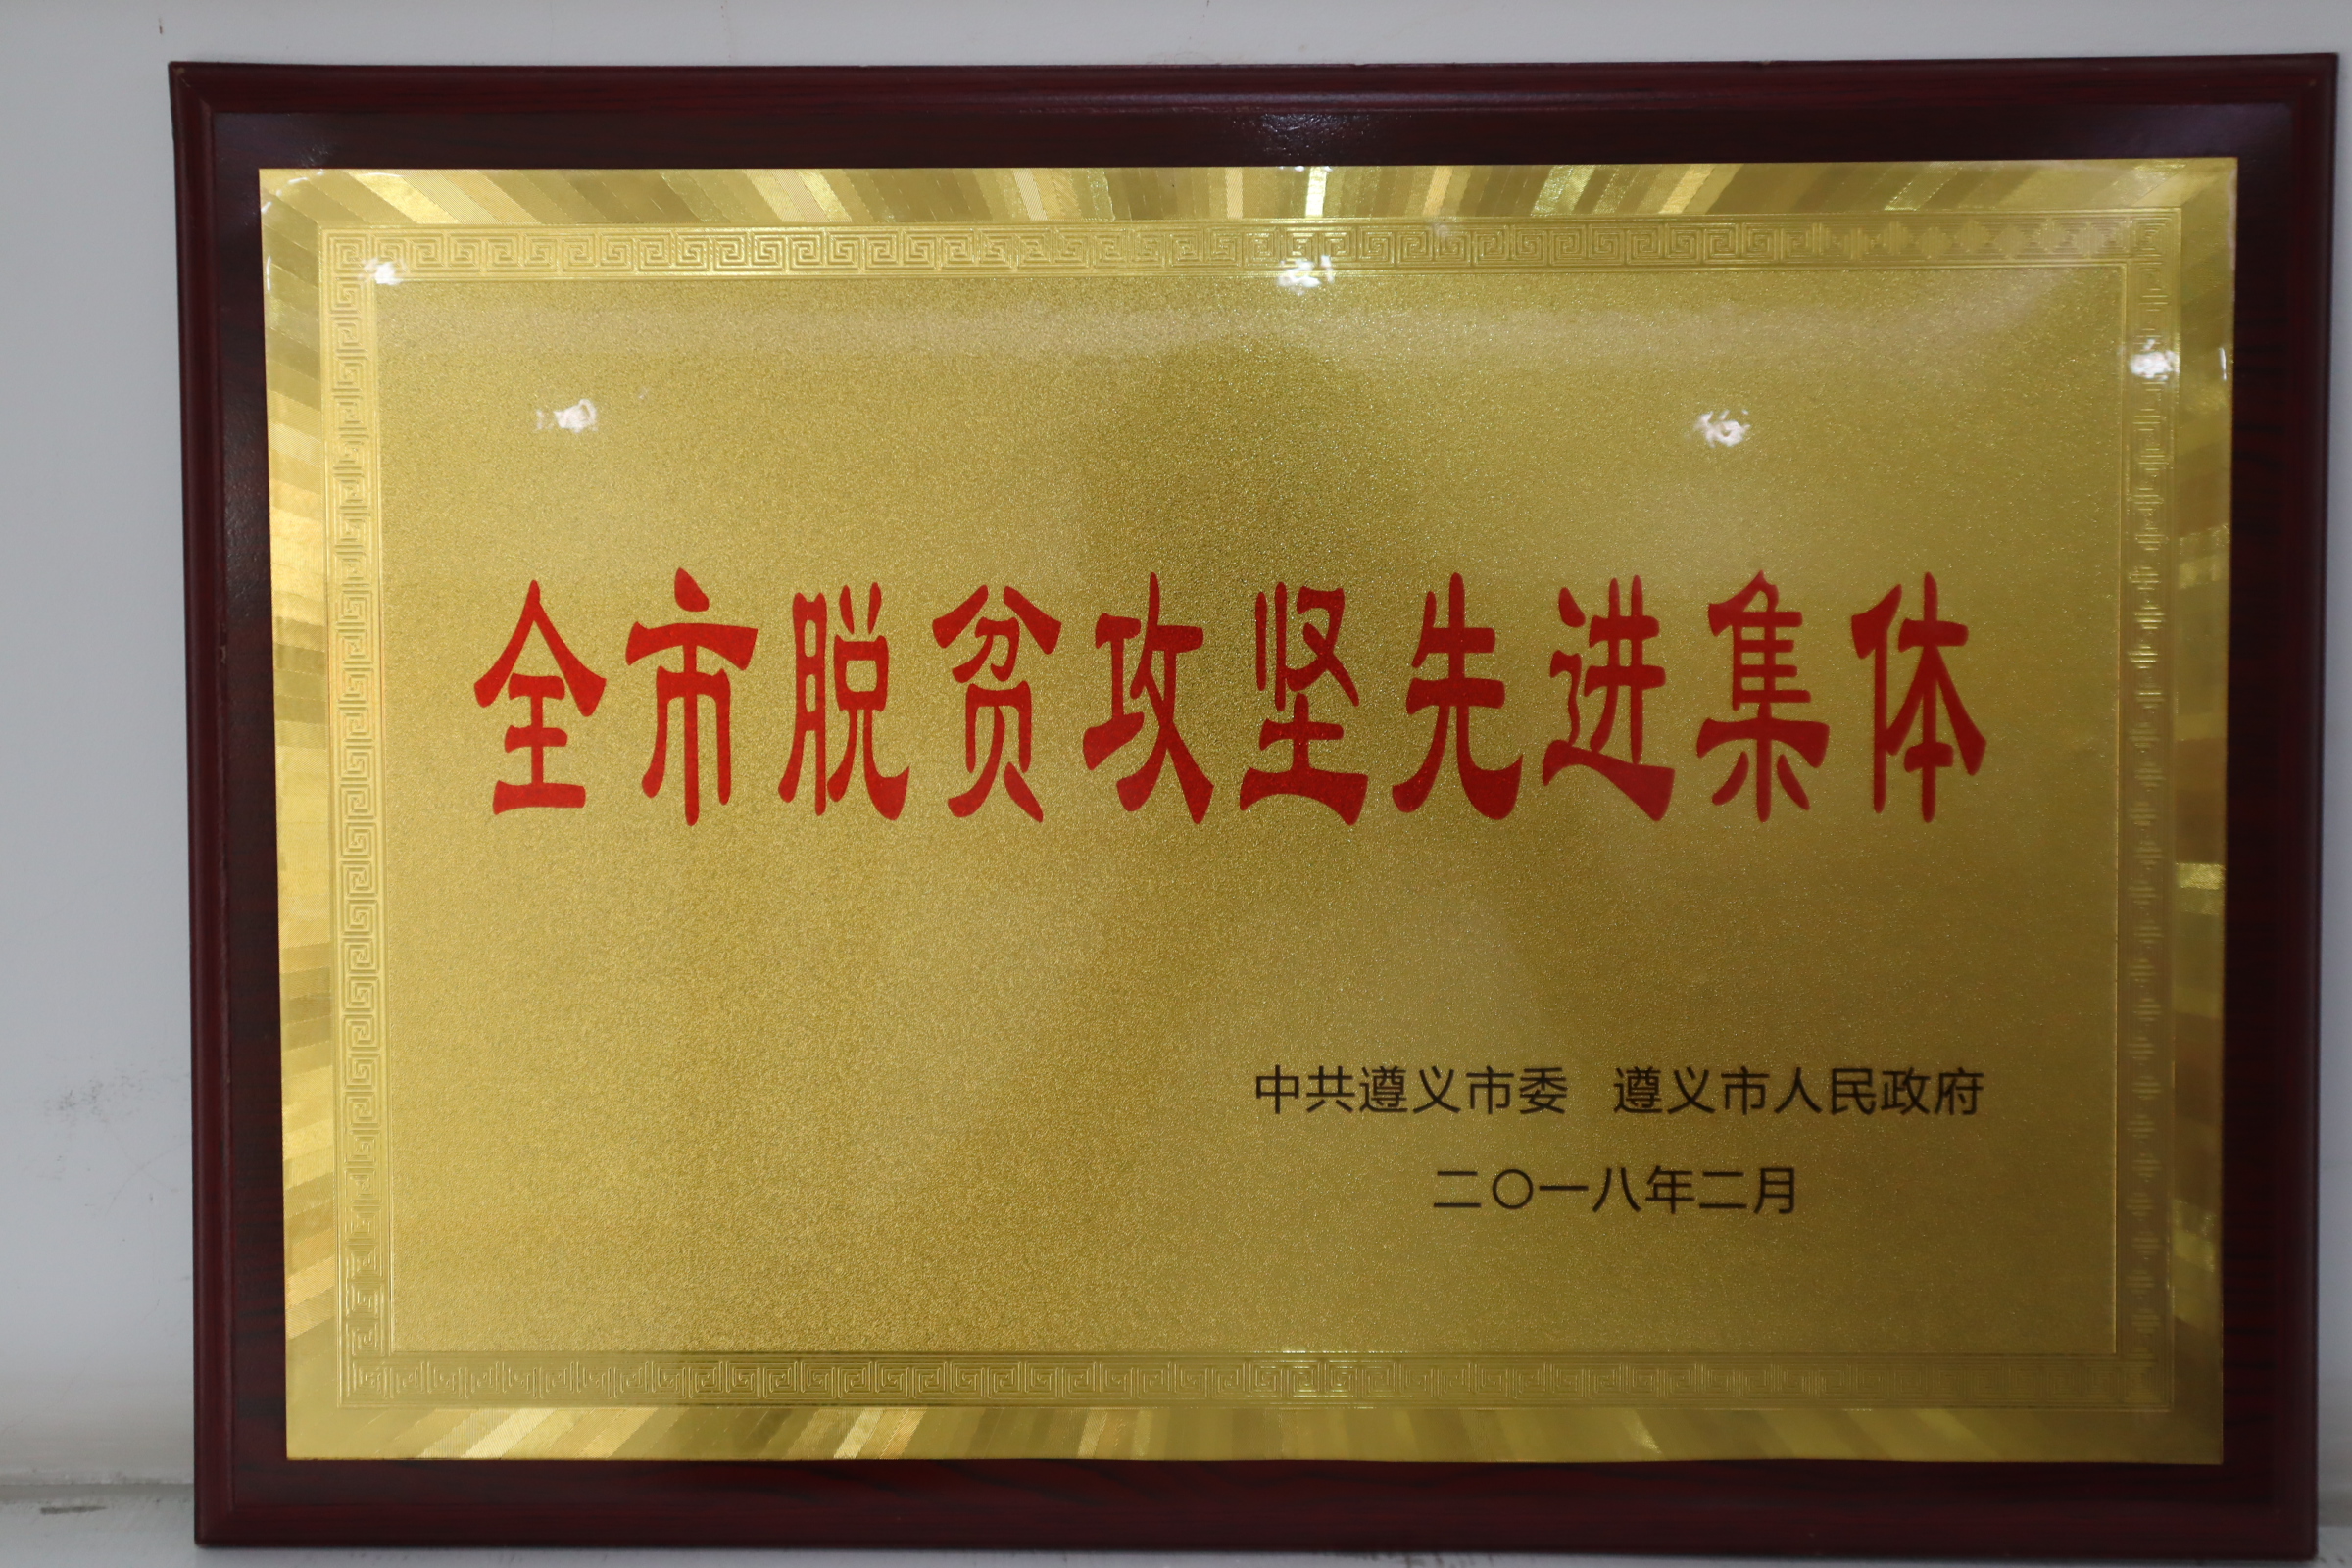 全市脱贫攻坚先进集体
中共遵义市委 遵义市人民政府
二〇一八年二月